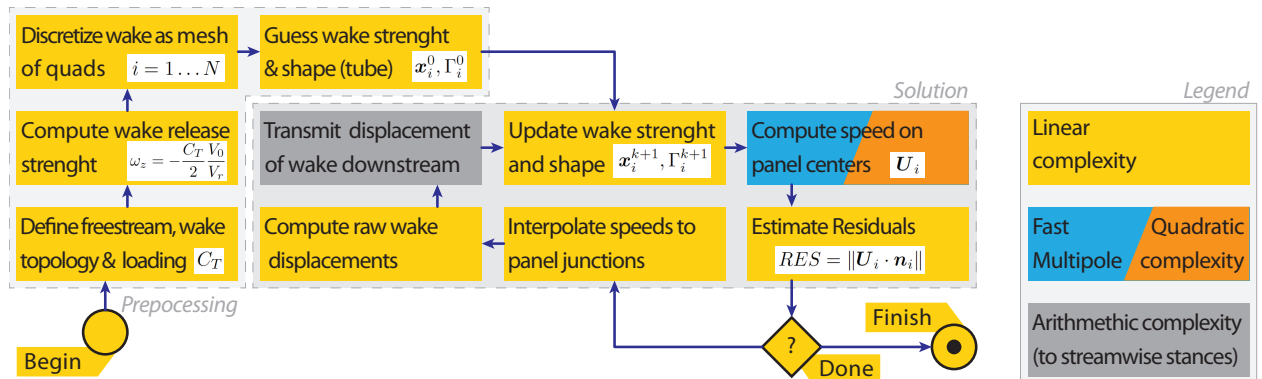 Discretize wake as mesh
of quads i = 1 … N
Guess wake strenght
& shape (tube) x_i^0, Γ_i^0
Compute wake release
strenght ω_z = −C_T/2 V_0/V_r
Define freestream, wake
topology & loading C_T
Prepocessing
Begin
Solution
Transmit displacement
of wake downstream
Update wake strenght
and shape x_i^{k+1}, Γ_i^{k+1}
Compute speed on
panel centers U_i
Compute raw wake
displacements
Interpolate speeds to
panel junctions
Estimate Residuals
RES = ‖U_i · n_i‖
?
Done
Finish
Legend
Linear
complexity
Fast Quadratic
Multipole complexity
Arithmethic complexity
(to streamwise stances)